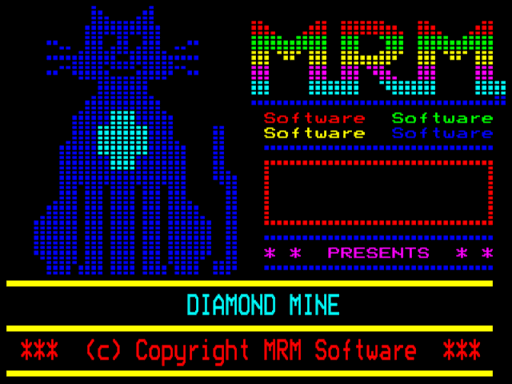 MRM
Software Software
Software Software
* * PRESENTS * *
DIAMOND MINE
*** (c) Copyright MRM Software ***